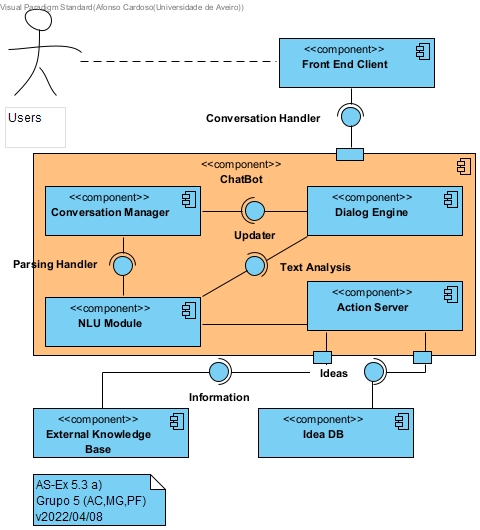 Visual Paradigm Standard(Afonso Cardoso(Universidade de Aveiro))
<<component>>
Front End Client
Users
Conversation Handler
<<component>>
ChatBot
<<component>>
Conversation Manager
<<component>>
Dialog Engine
Updater
Parsing Handler
Text Analysis
<<component>>
NLU Module
<<component>>
Action Server
Ideas
Information
<<component>>
External Knowledge
Base
<<component>>
Idea DB
AS-Ex 5.3 a)
Grupo 5 (AC,MG,PF)
v2022/04/08